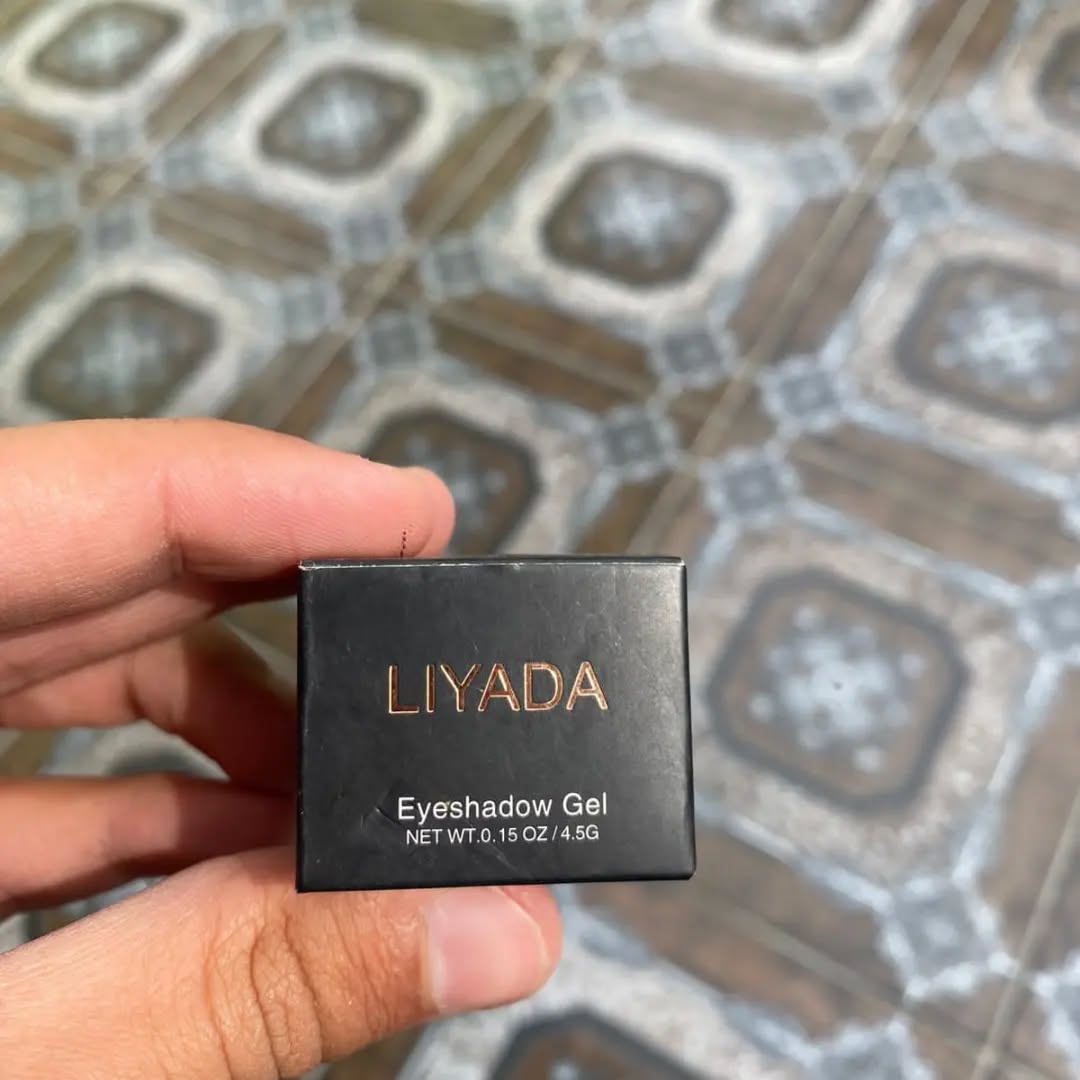 LIYADA
Eyeshadow Gel
NET WT.0.15 OZ / 4.5G